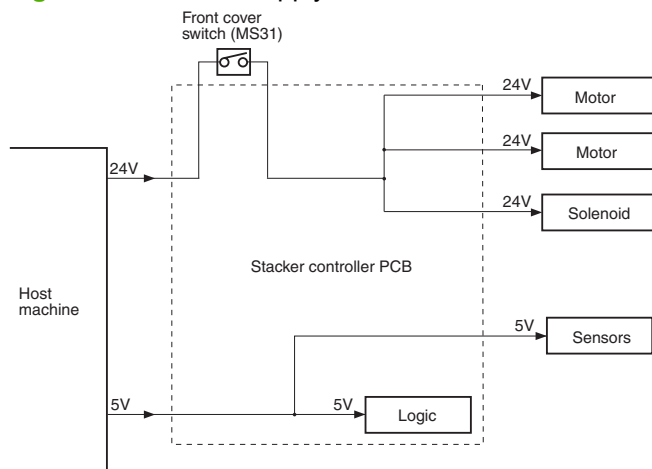 supply
Front cover
switch (MS31)
24V
Motor
24V
Motor
24V
24V
Solenoid
Stacker controller PCB
Host
machine
5V
Sensors
5V
5V
Logic